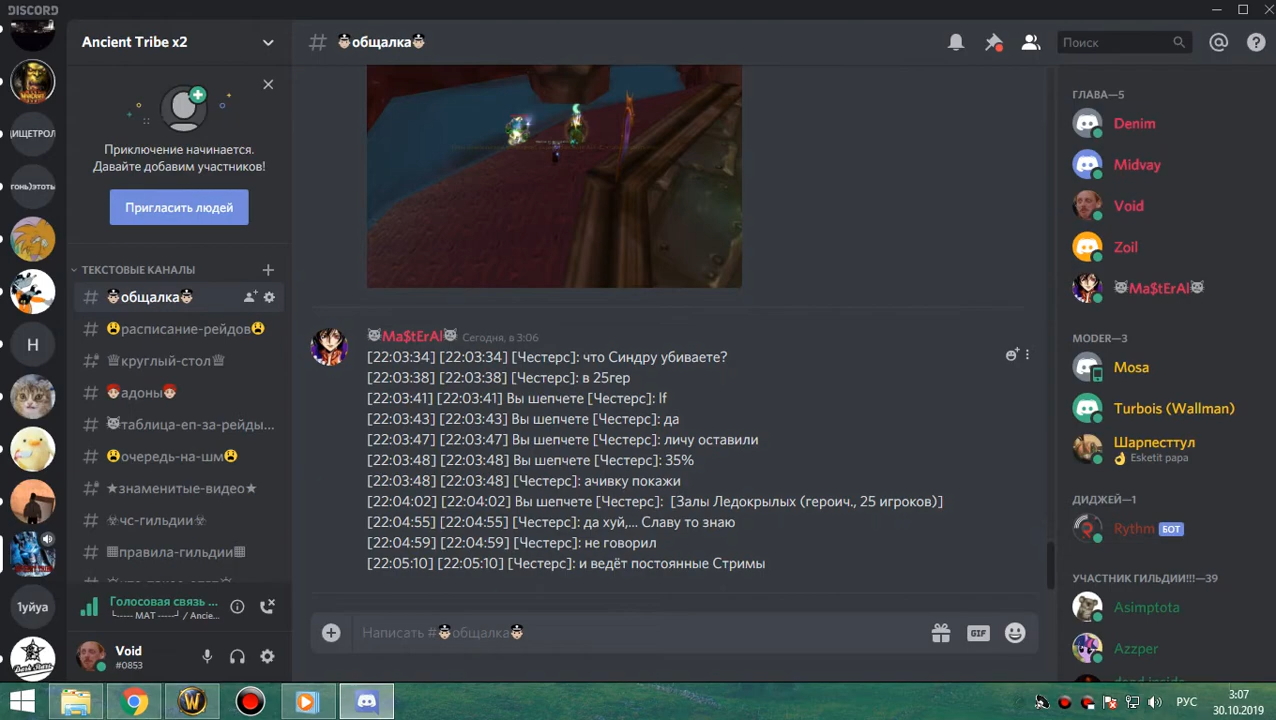 DISCORD
Ancient Tribe x2
👮общалка👮
Поиск
Приключение начинается.
Давайте добавим участников!
Пригласить людей
ТЕКСТОВЫЕ КАНАЛЫ
👮общалка👮
😩расписание-рейдов😩
♕круглый-стол♕
адоны
😈таблица-еп-за-рейды...
😩очередь-на-шм😩
★знаменитые-видео★
☣чс-гильдии☣
▦правила-гильдии▦
ИЩЕТРОЛ
гонь)этоть
Н
1уйуа
Голосовая связь ...
└----- МАТ -----┘ / Ancie...
Void
#0853
😈Ma$tErAl😈 Сегодня, в 3:06
[22:03:34] [22:03:34] [Честерс]: что Синдру убиваете?
[22:03:38] [22:03:38] [Честерс]: в 25гер
[22:03:41] [22:03:41] Вы шепчете [Честерс]: lf
[22:03:43] [22:03:43] Вы шепчете [Честерс]: да
[22:03:47] [22:03:47] Вы шепчете [Честерс]: личу оставили
[22:03:48] [22:03:48] Вы шепчете [Честерс]: 35%
[22:03:48] [22:03:48] [Честерс]: ачивку покажи
[22:04:02] [22:04:02] Вы шепчете [Честерс]: [Залы Ледокрылых (героич., 25 игроков)]
[22:04:55] [22:04:55] [Честерс]: да хуй,... Славу то знаю
[22:04:59] [22:04:59] [Честерс]: не говорил
[22:05:10] [22:05:10] [Честерс]: и ведёт постоянные Стримы
Написать #👮общалка👮
GIF
ГЛАВА—5
Denim
Midvay
Void
Zoil
😈Ma$tErAl😈
MODER—3
Mosa
Turbois (Wallman)
Шарпесттул
👌 Esketit papa
ДИДЖЕЙ—1
Rythm БОТ
УЧАСТНИК ГИЛЬДИИ!!!—39
Asimptota
Azzper
dead inside
РУС
3:07
30.10.2019